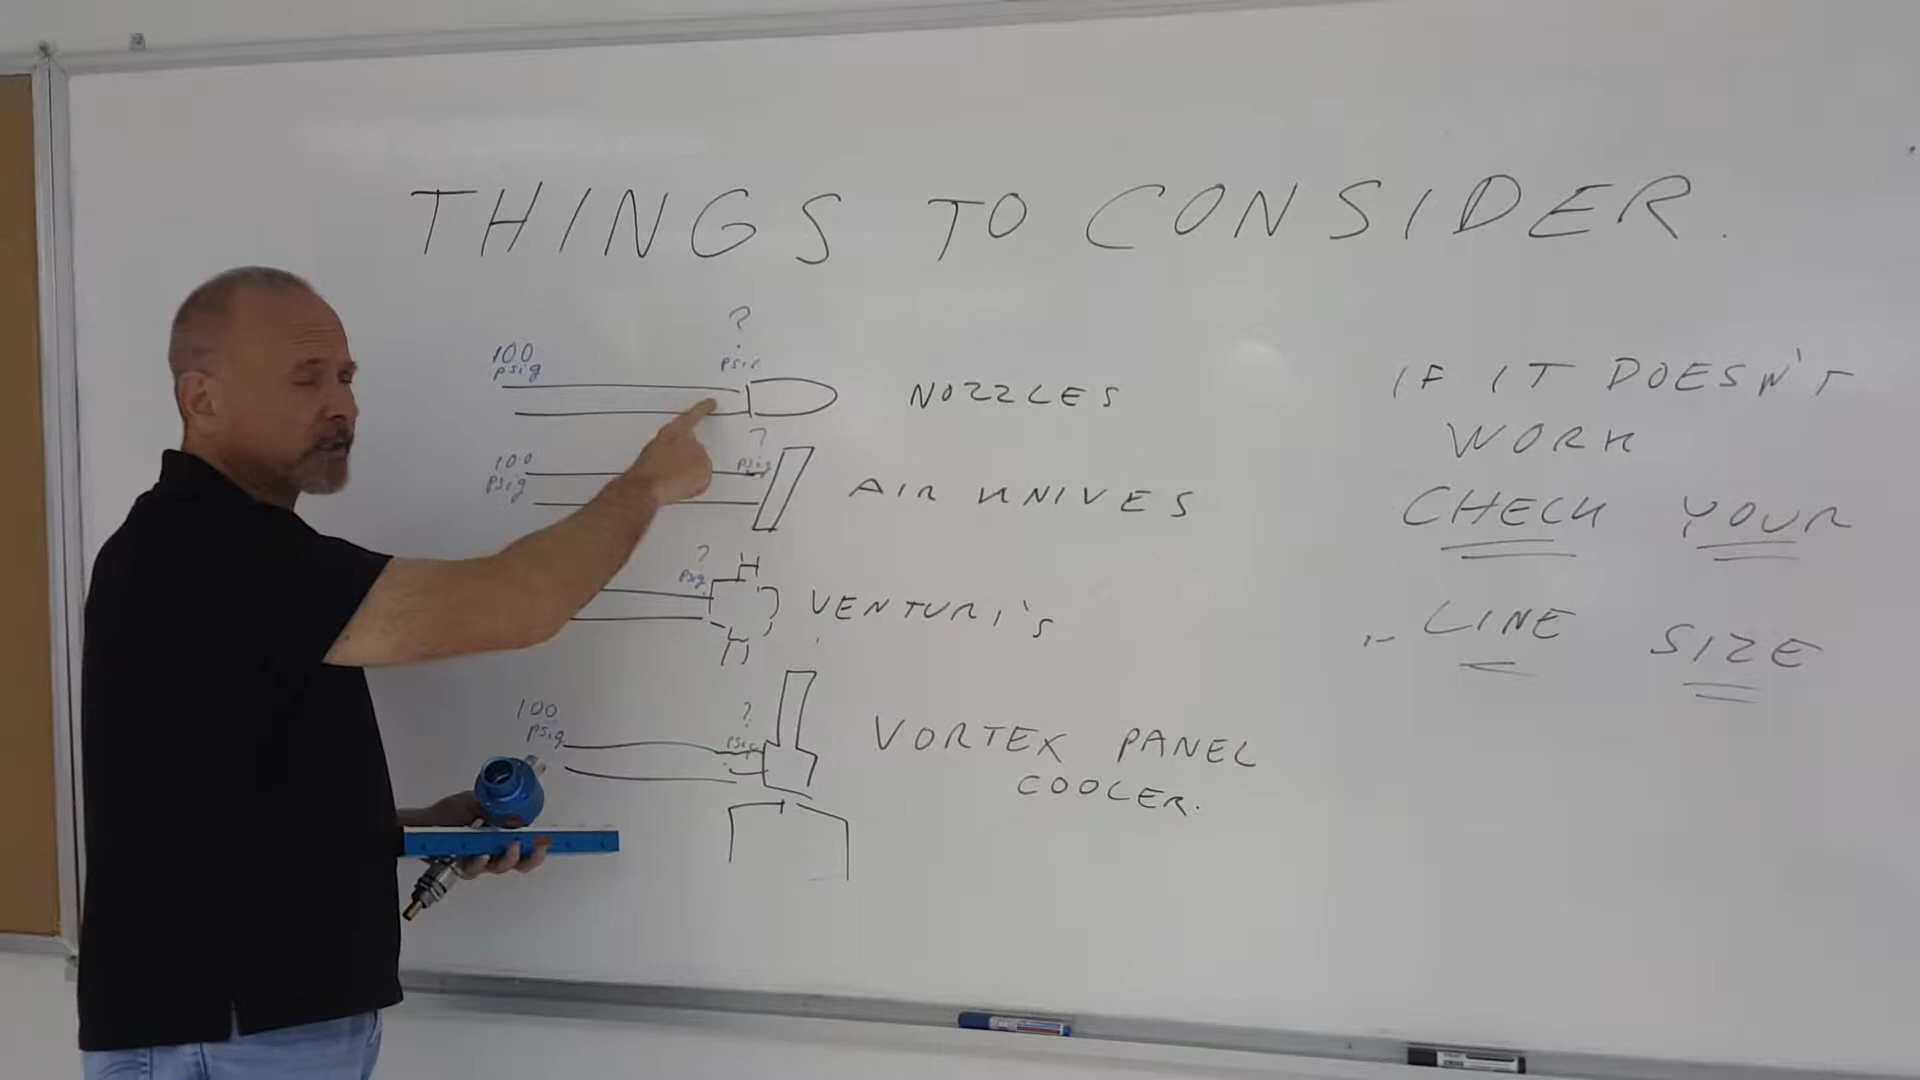 THINGS TO CONSIDER.
?
100
psig
psig
NOZZLES
?
100
psig
psig
AIR KNIVES
?
psig
VENTURI'S
100
psig
?
psig
VORTEX PANEL
COOLER.
IF IT DOESN'T
WORK
CHECK YOUR
LINE SIZE